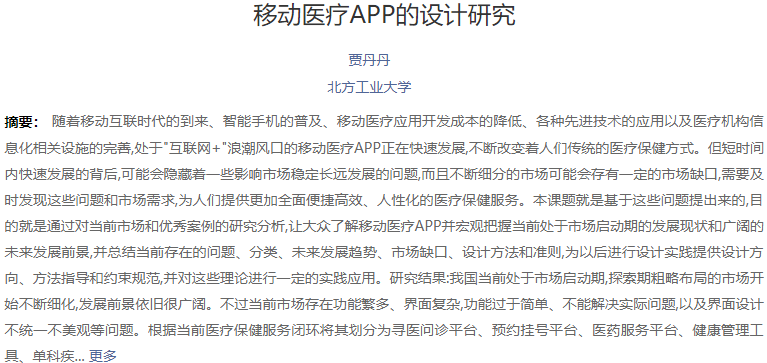 移动医疗APP的设计研究
贾丹丹
北方工业大学
摘要： 随着移动互联时代的到来、智能手机的普及、移动医疗应用开发成本的降低、各种先进技术的应用以及医疗机构信
息化相关设施的完善,处于"互联网+"浪潮风口的移动医疗APP正在快速发展,不断改变着人们传统的医疗保健方式。但短时间
内快速发展的背后,可能会隐藏着一些影响市场稳定长远发展的问题,而且不断细分的市场可能会存有一定的市场缺口,需要及
时发现这些问题和市场需求,为人们提供更加全面便捷高效、人性化的医疗保健服务。本课题就是基于这些问题提出来的,目
的就是通过对当前市场和优秀案例的研究分析,让大众了解移动医疗APP并宏观把握当前处于市场启动期的发展现状和广阔的
未来发展前景,并总结当前存在的问题、分类、未来发展趋势、市场缺口、设计方法和准则,为以后进行设计实践提供设计方
向、方法指导和约束规范,并对这些理论进行一定的实践应用。研究结果:我国当前处于市场启动期,探索期粗略布局的市场开
始不断细化,发展前景依旧很广阔。不过当前市场存在功能繁多、界面复杂,功能过于简单、不能解决实际问题,以及界面设计
不统一不美观等问题。根据当前医疗保健服务闭环将其划分为寻医问诊平台、预约挂号平台、医药服务平台、健康管理工
具、单科疾... 更多